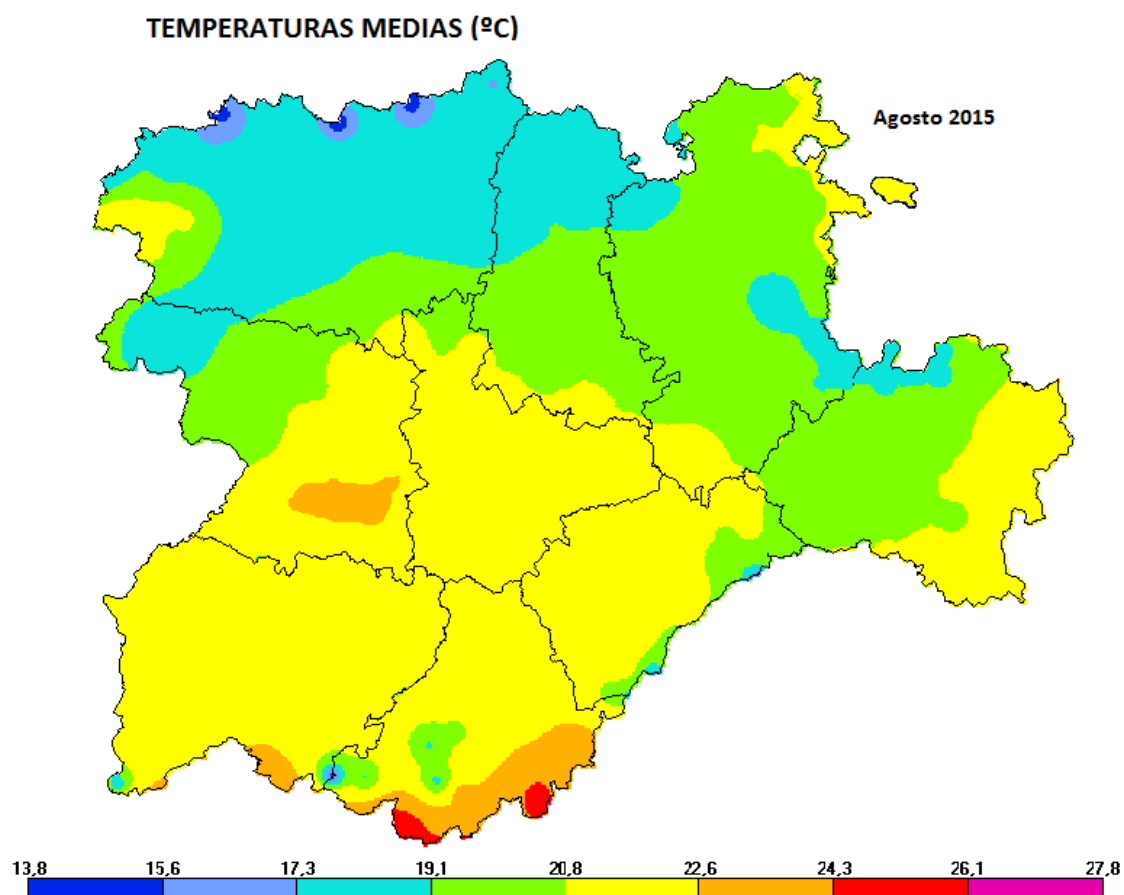 TEMPERATURAS MEDIAS (ºC)
Agosto 2015
13,8 15,6 17,3 19,1 20,8 22,6 24,3 26,1 27,8